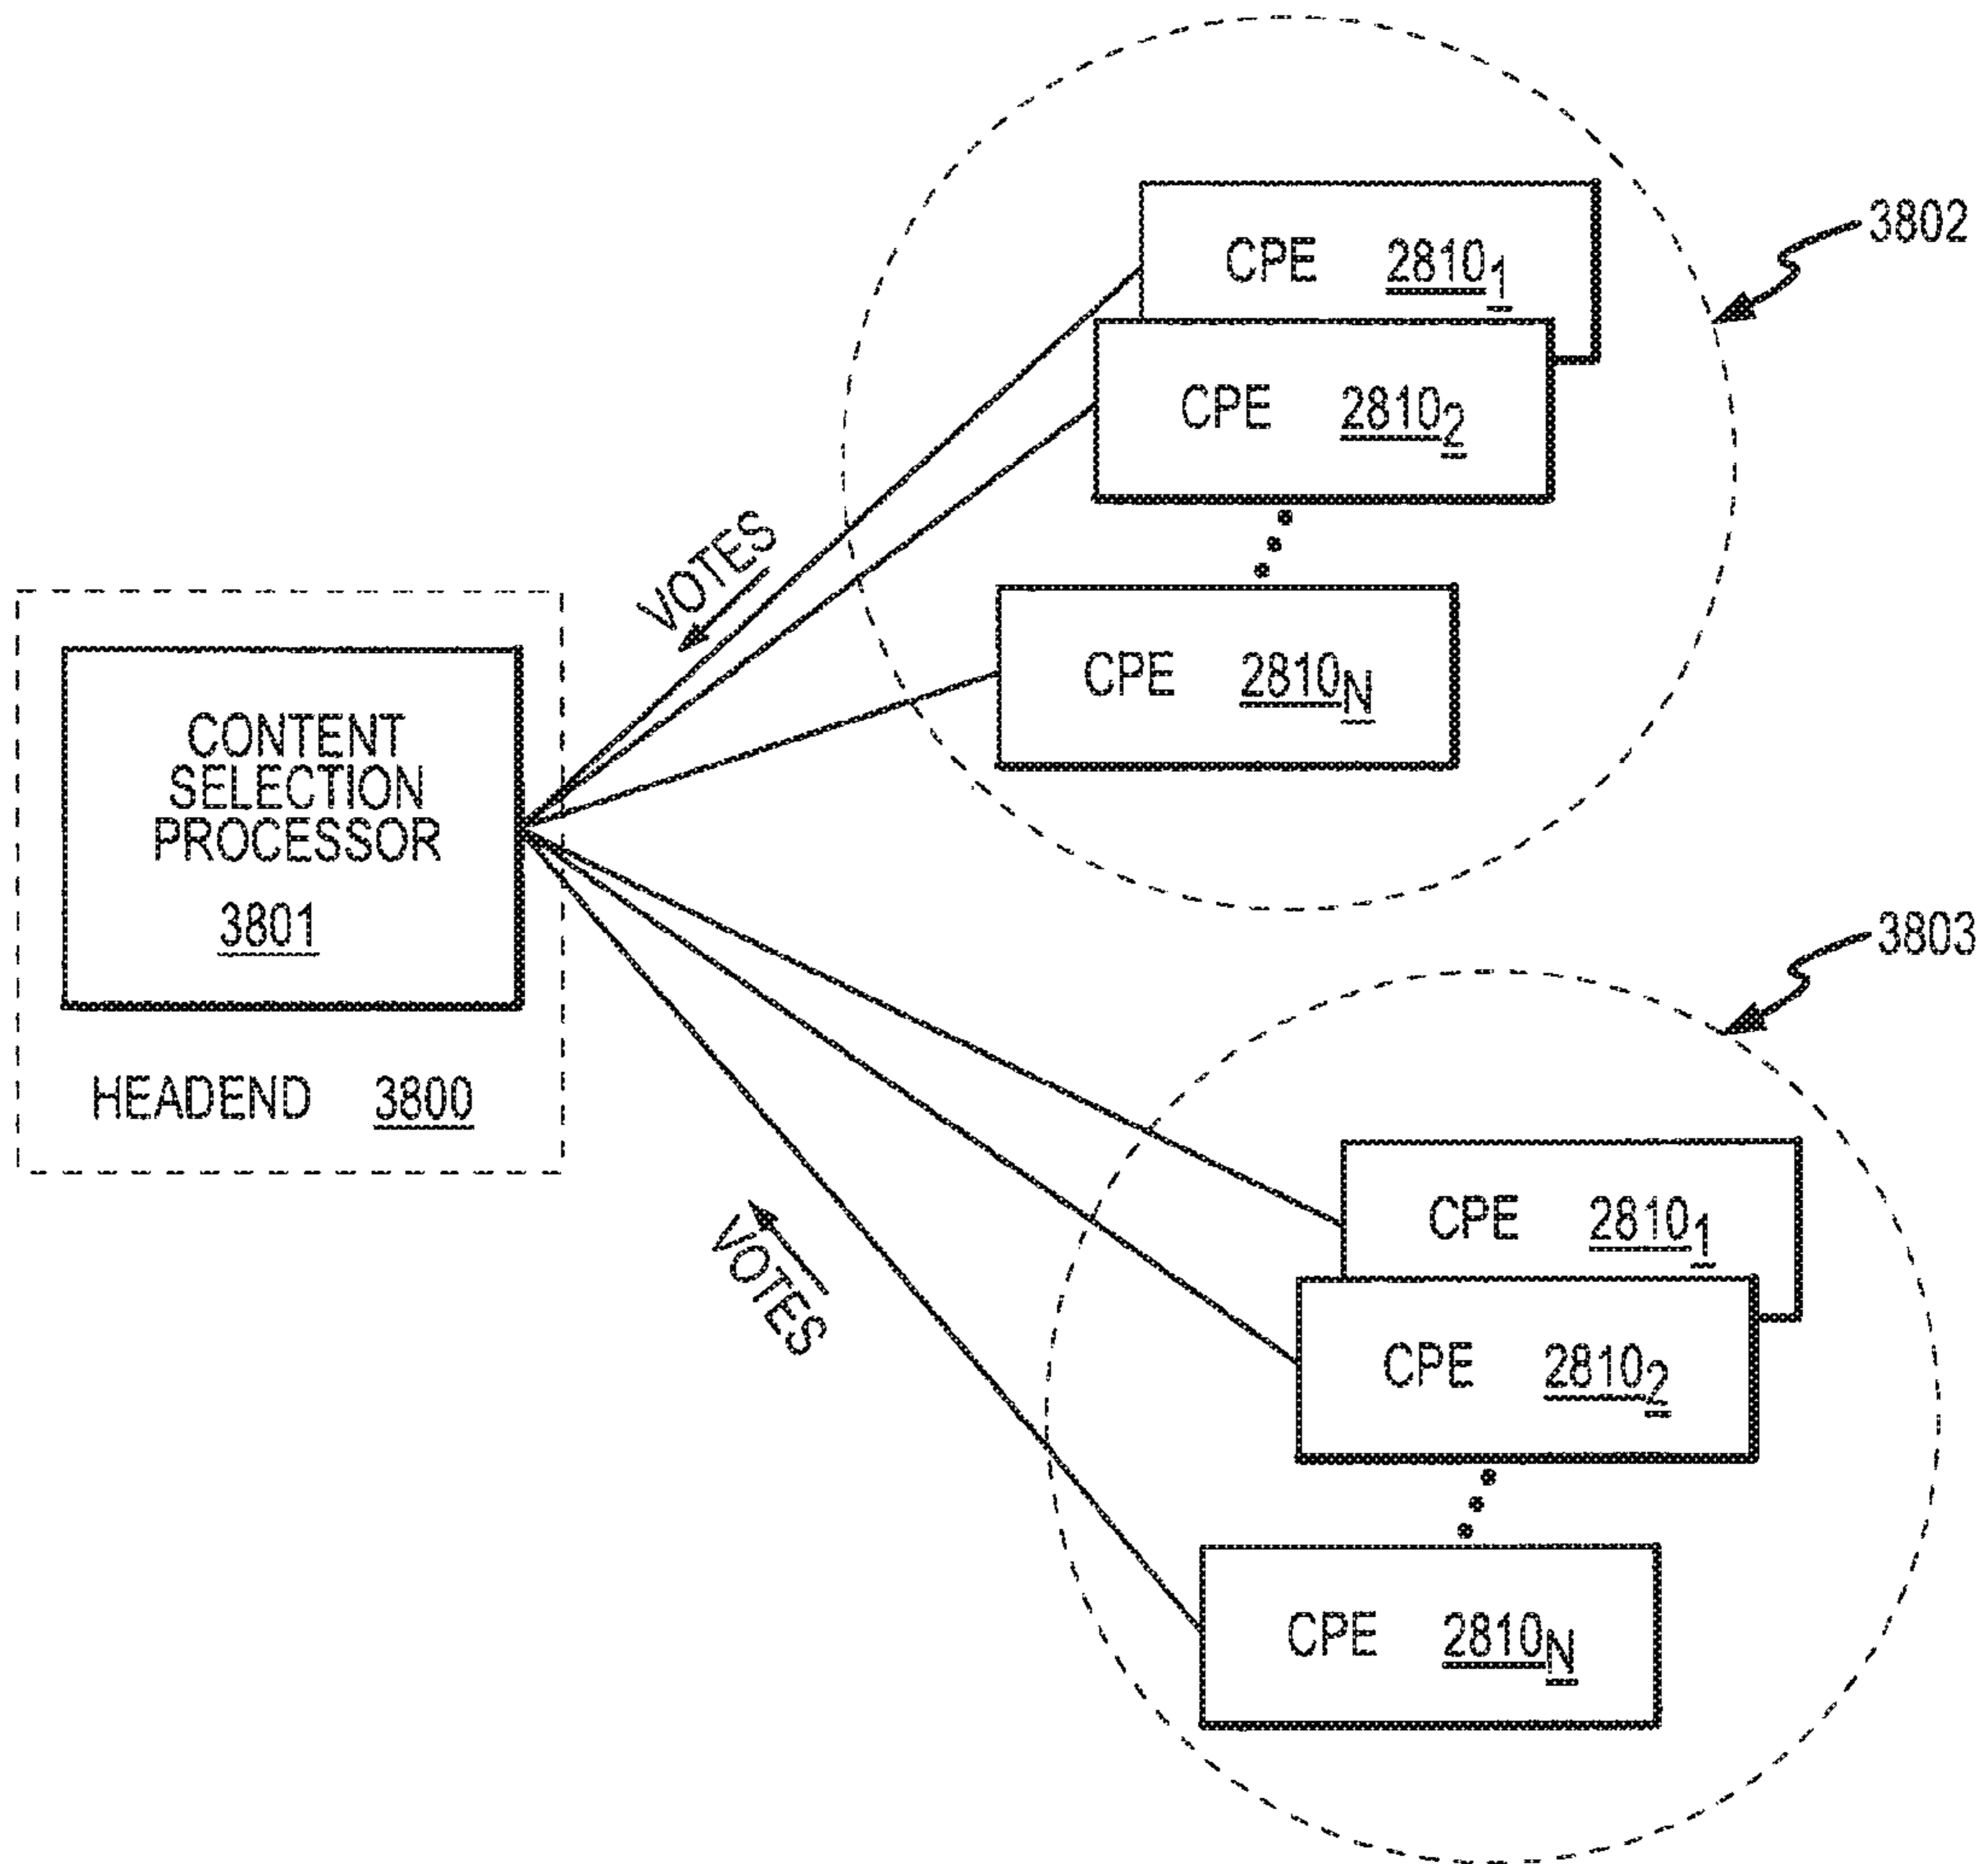 3802
CPE 2810₁
CPE 2810₂
VOTES
CPE 2810N
CONTENT
SELECTION
PROCESSOR
3801
HEADEND 3800
3803
VOTES
CPE 2810₁
CPE 2810₂
CPE 2810N